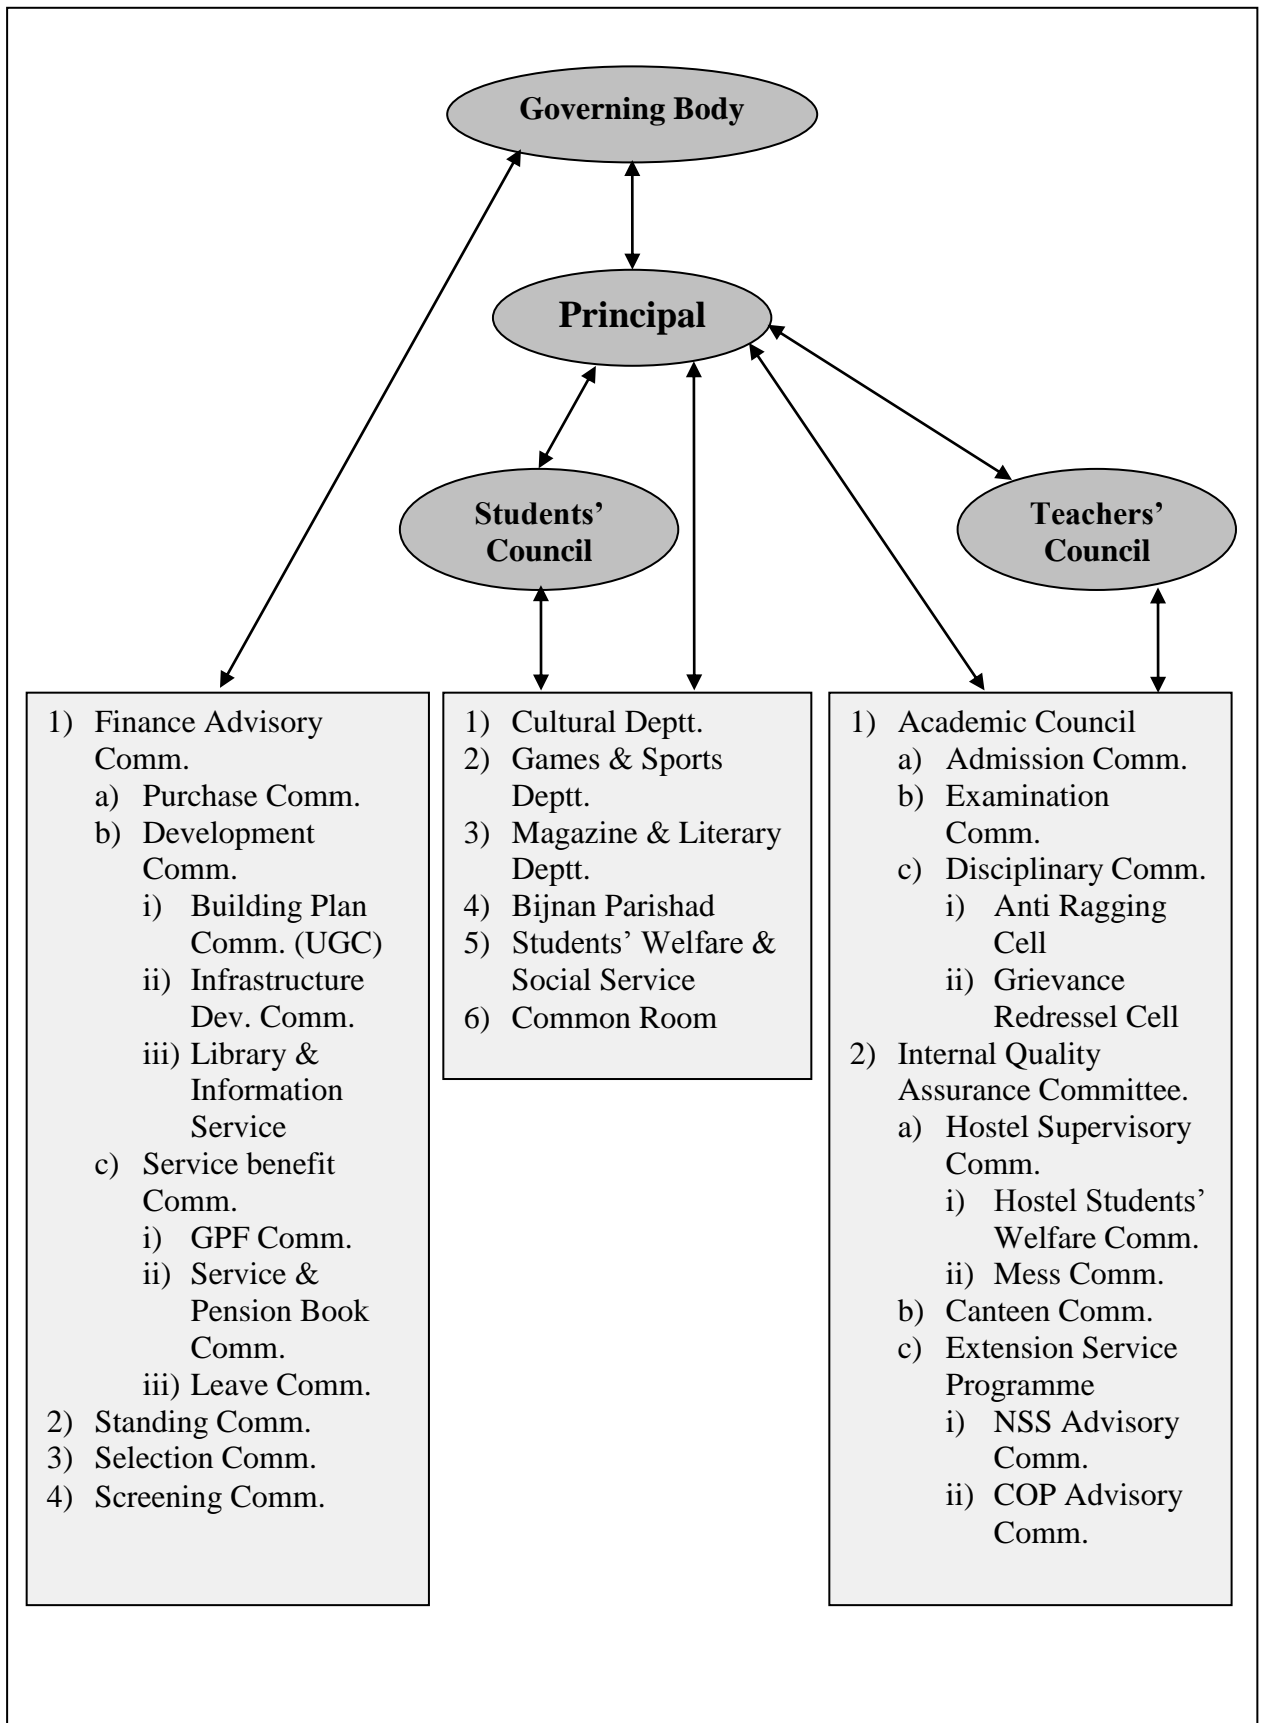 Governing Body
Principal
Students’
Council
Teachers’
Council
1) Finance Advisory
Comm.
a) Purchase Comm.
b) Development
Comm.
i) Building Plan
Comm. (UGC)
ii) Infrastructure
Dev. Comm.
iii) Library &
Information
Service
c) Service benefit
Comm.
i) GPF Comm.
ii) Service &
Pension Book
Comm.
iii) Leave Comm.
2) Standing Comm.
3) Selection Comm.
4) Screening Comm.
1) Cultural Deptt.
2) Games & Sports
Deptt.
3) Magazine & Literary
Deptt.
4) Bijnan Parishad
5) Students’ Welfare &
Social Service
6) Common Room
1) Academic Council
a) Admission Comm.
b) Examination
Comm.
c) Disciplinary Comm.
i) Anti Ragging
Cell
ii) Grievance
Redressel Cell
2) Internal Quality
Assurance Committee.
a) Hostel Supervisory
Comm.
i) Hostel Students’
Welfare Comm.
ii) Mess Comm.
b) Canteen Comm.
c) Extension Service
Programme
i) NSS Advisory
Comm.
ii) COP Advisory
Comm.